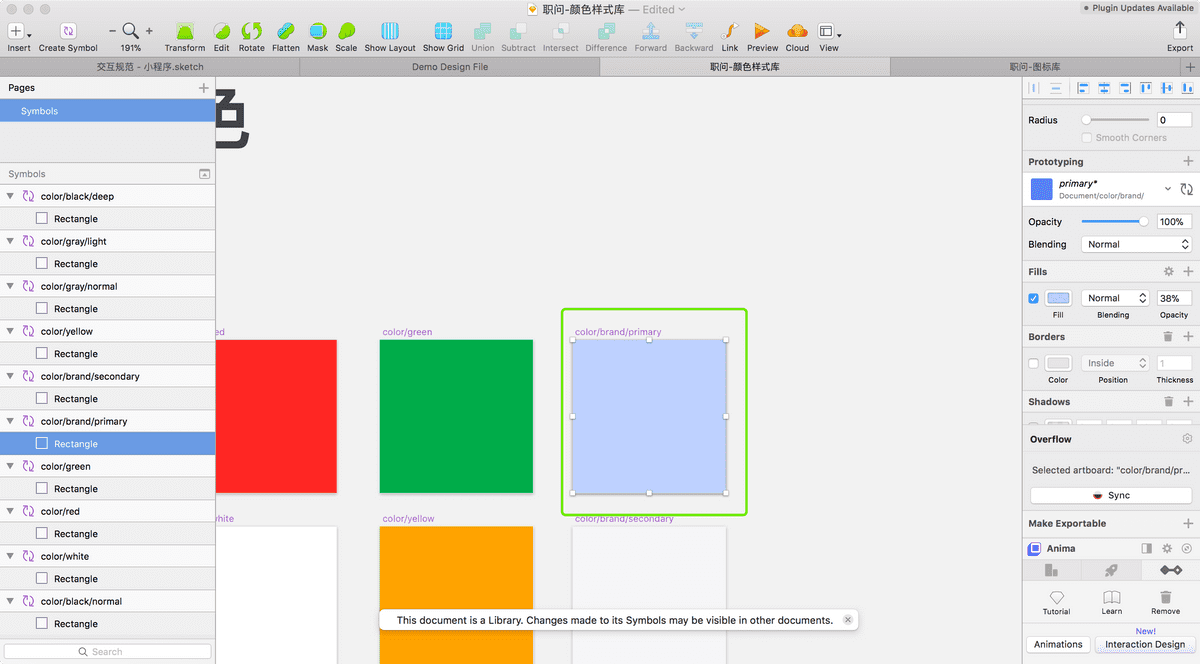 职问-颜色样式库 — Edited
Plugin Updates Available
191%
Insert Create Symbol Transform Edit Rotate Flatten Mask Scale Show Layout Show Grid Union Subtract Intersect Difference Forward Backward Link Preview Cloud View Export
交互规范 - 小程序.sketch Demo Design File 职问-颜色样式库 职问-图标库
Pages
Symbols
Symbols
color/black/deep
Rectangle
color/gray/light
Rectangle
color/gray/normal
Rectangle
color/yellow
Rectangle
color/brand/secondary
Rectangle
color/brand/primary
Rectangle
color/green
Rectangle
color/red
Rectangle
color/white
Rectangle
color/black/normal
Rectangle
Search
色
ed color/green color/brand/primary
white color/yellow color/brand/secondary
This document is a Library. Changes made to its Symbols may be visible in other documents.
Radius 0
Smooth Corners
Prototyping
primary*
Document/color/brand/
Opacity 100%
Blending Normal
Fills
Normal 38%
Fill Blending Opacity
Borders
Inside 1
Color Position Thickness
Shadows
Overflow
Selected artboard: "color/brand/pr...
Sync
Make Exportable
Anima
Tutorial Learn Remove
New!
Animations Interaction Design